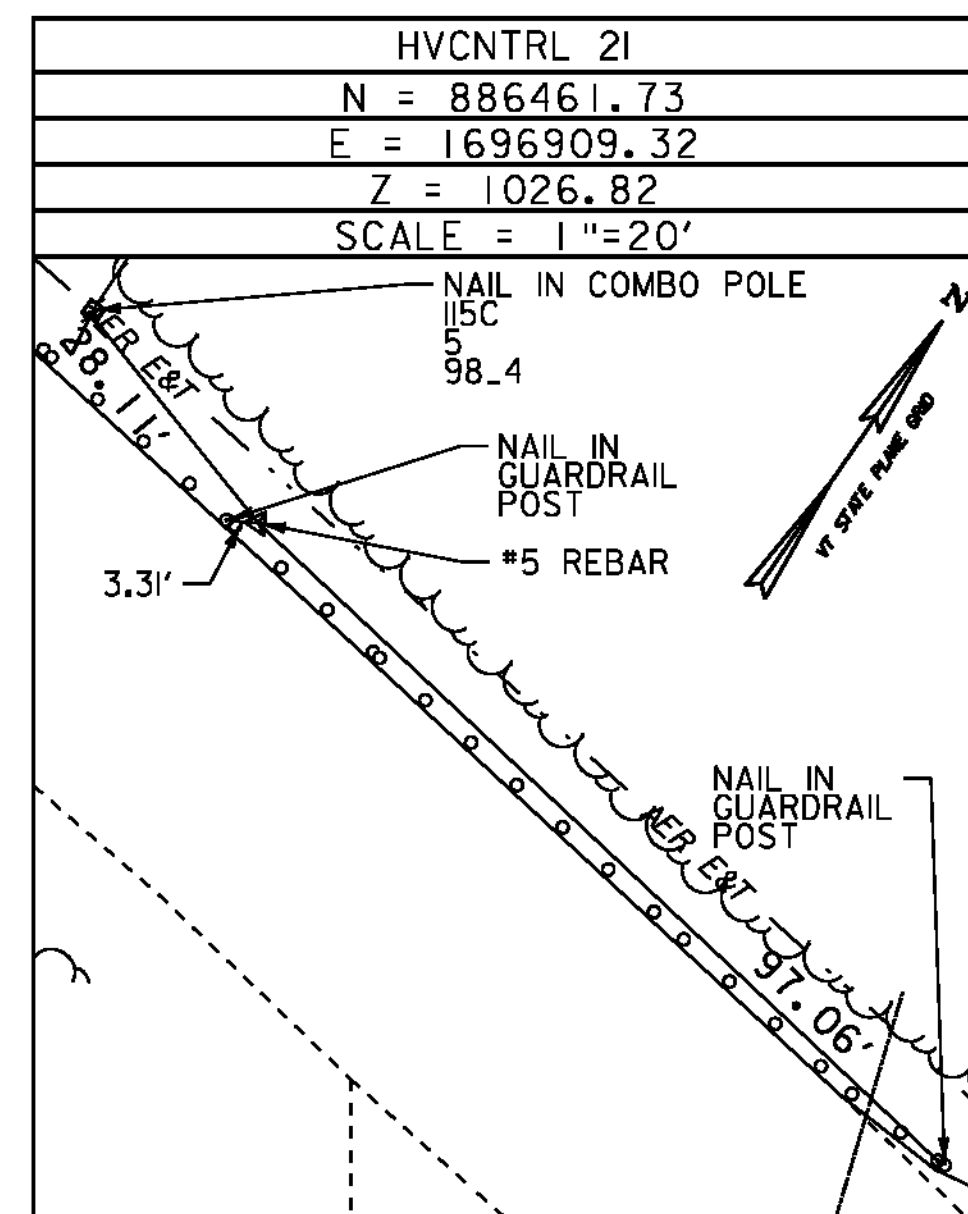 HVCNTRL 21
N = 886461.73
E = 1696909.32
Z = 1026.82
SCALE = 1"=20'
NAIL IN COMBO POLE
115C
5
98_4
N
AER E&T
28.11'
NAIL IN
GUARDRAIL
POST
VT STATE PLANE GRID
#5 REBAR
3.31'
NAIL IN
GUARDRAIL
POST
AER E&T
97.06'